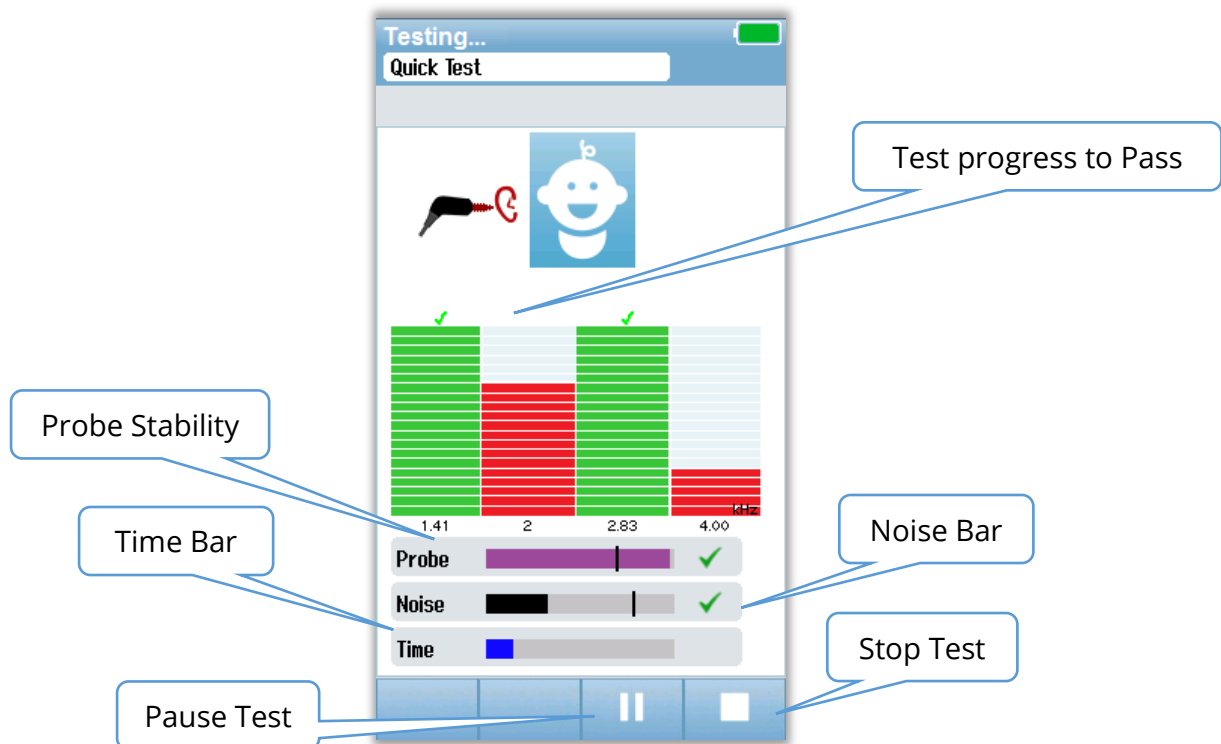 Testing...
Quick Test
Test progress to Pass
kHz
1.41 2 2.83 4.00
Probe Stability
Probe
Time Bar
Noise Bar
Noise
Time
Stop Test
Pause Test